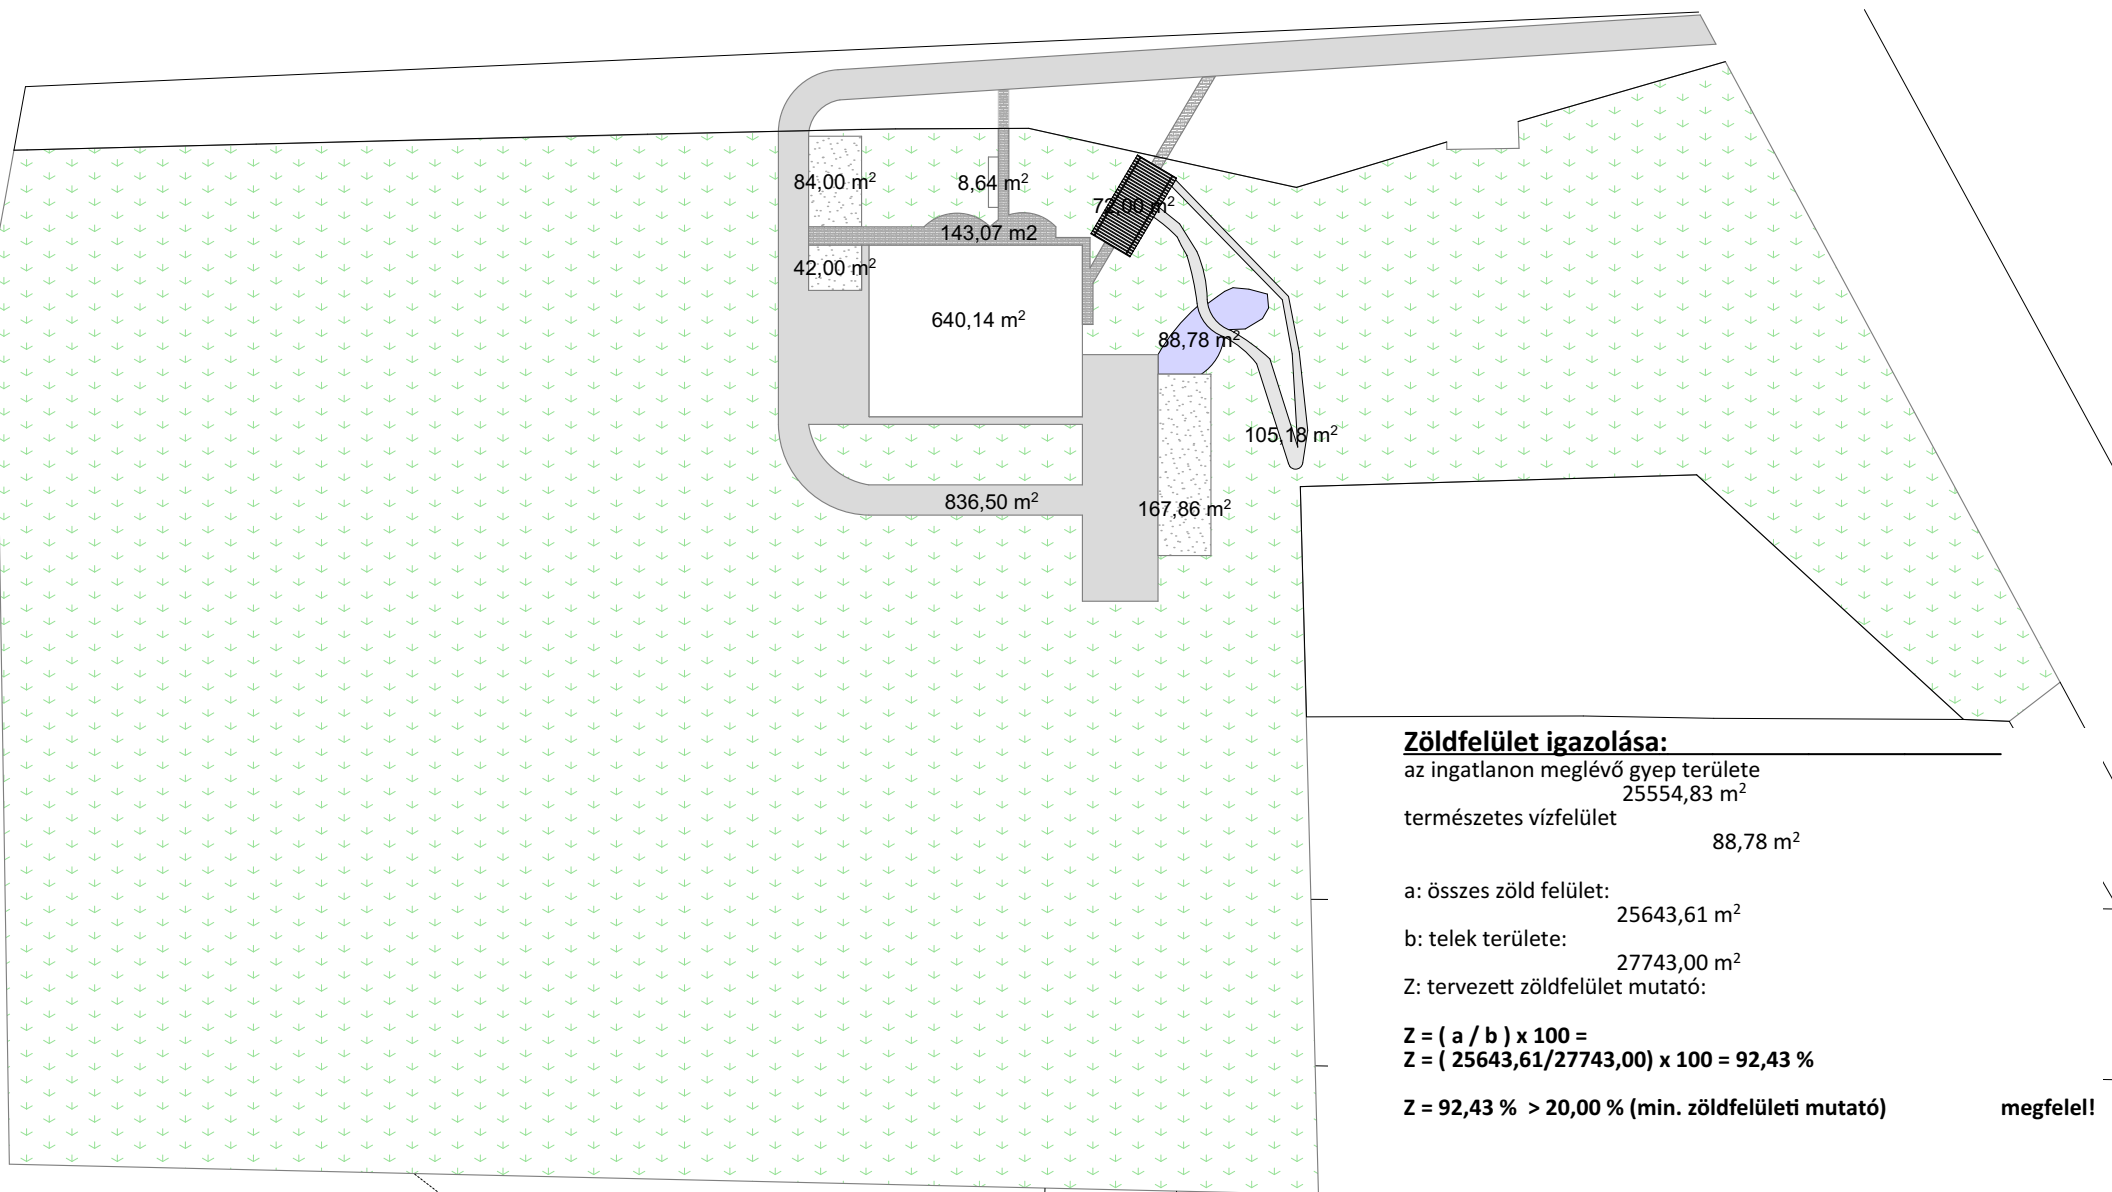 84,00 m²
8,64 m²
72,00 m²
143,07 m2
42,00 m²
640,14 m²
88,78 m²
105,18 m²
836,50 m²
167,86 m²
Zöldfelület igazolása:
az ingatlanon meglévő gyep területe
25554,83 m²
természetes vízfelület
88,78 m²
a: összes zöld felület:
25643,61 m²
b: telek területe:
27743,00 m²
Z: tervezett zöldfelület mutató:
Z = ( a / b ) x 100 =
Z = ( 25643,61/27743,00) x 100 = 92,43 %
Z = 92,43 % > 20,00 % (min. zöldfelületi mutató) megfelel!